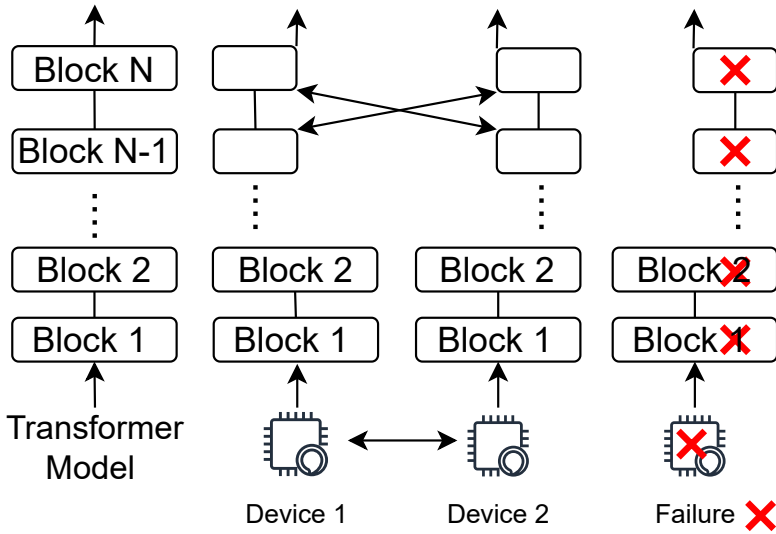 Block N
Block N-1
Block 2
Block 2
Block 2
Block 2
Block 1
Block 1
Block 1
Block 1
Transformer
Model
Device 1
Device 2
Failure